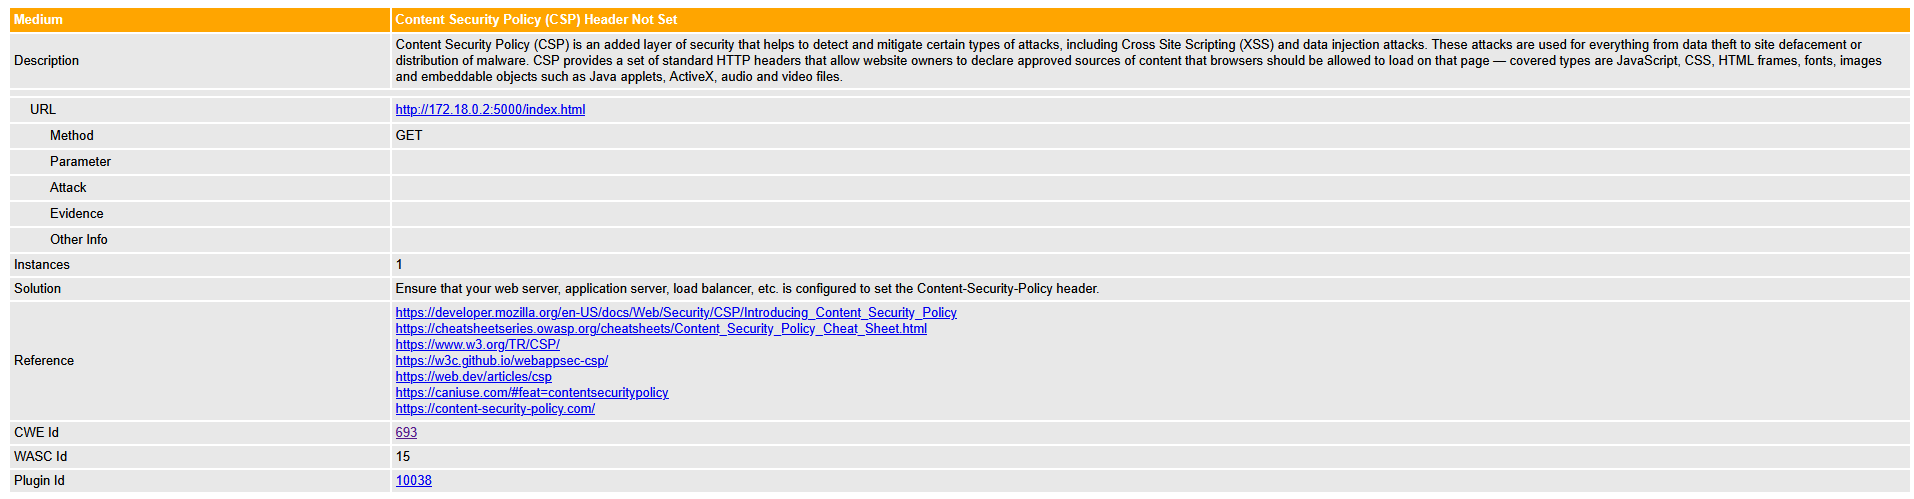 Medium Content Security Policy (CSP) Header Not Set
Description
Content Security Policy (CSP) is an added layer of security that helps to detect and mitigate certain types of attacks, including Cross Site Scripting (XSS) and data injection attacks. These attacks are used for everything from data theft to site defacement or
distribution of malware. CSP provides a set of standard HTTP headers that allow website owners to declare approved sources of content that browsers should be allowed to load on that page — covered types are JavaScript, CSS, HTML frames, fonts, images
and embeddable objects such as Java applets, ActiveX, audio and video files.
URL http://172.18.0.2:5000/index.html
Method GET
Parameter
Attack
Evidence
Other Info
Instances 1
Solution Ensure that your web server, application server, load balancer, etc. is configured to set the Content-Security-Policy header.
Reference
https://developer.mozilla.org/en-US/docs/Web/Security/CSP/Introducing_Content_Security_Policy
https://cheatsheetseries.owasp.org/cheatsheets/Content_Security_Policy_Cheat_Sheet.html
https://www.w3.org/TR/CSP/
https://w3c.github.io/webappsec-csp/
https://web.dev/articles/csp
https://caniuse.com/#feat=contentsecuritypolicy
https://content-security-policy.com/
CWE Id 693
WASC Id 15
Plugin Id 10038